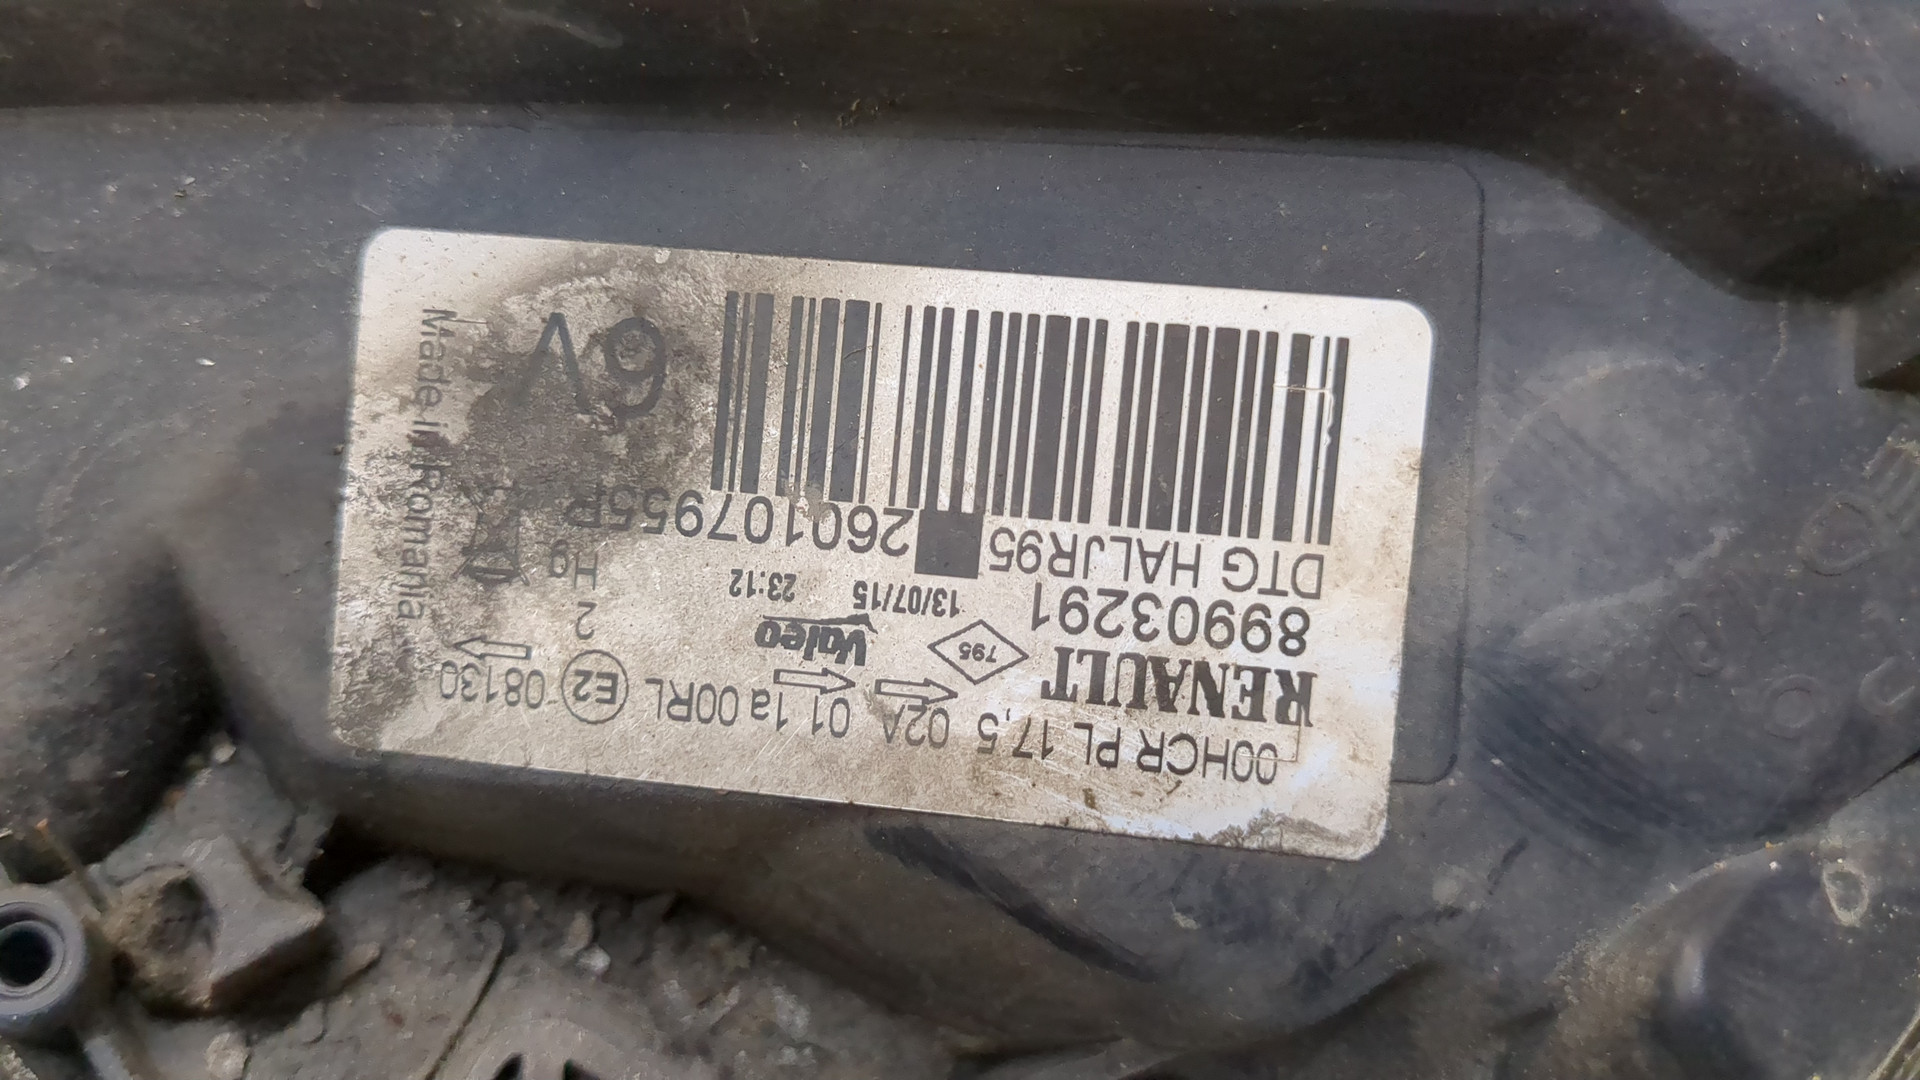 00HCR PL 17,5 02A 01 1a 00RL E2 08130
RENAULT 795 Valeo
89903291 13/07/15 23:12
DTG HALJR95 260107955R
2
Hg
6V
Made in Romania